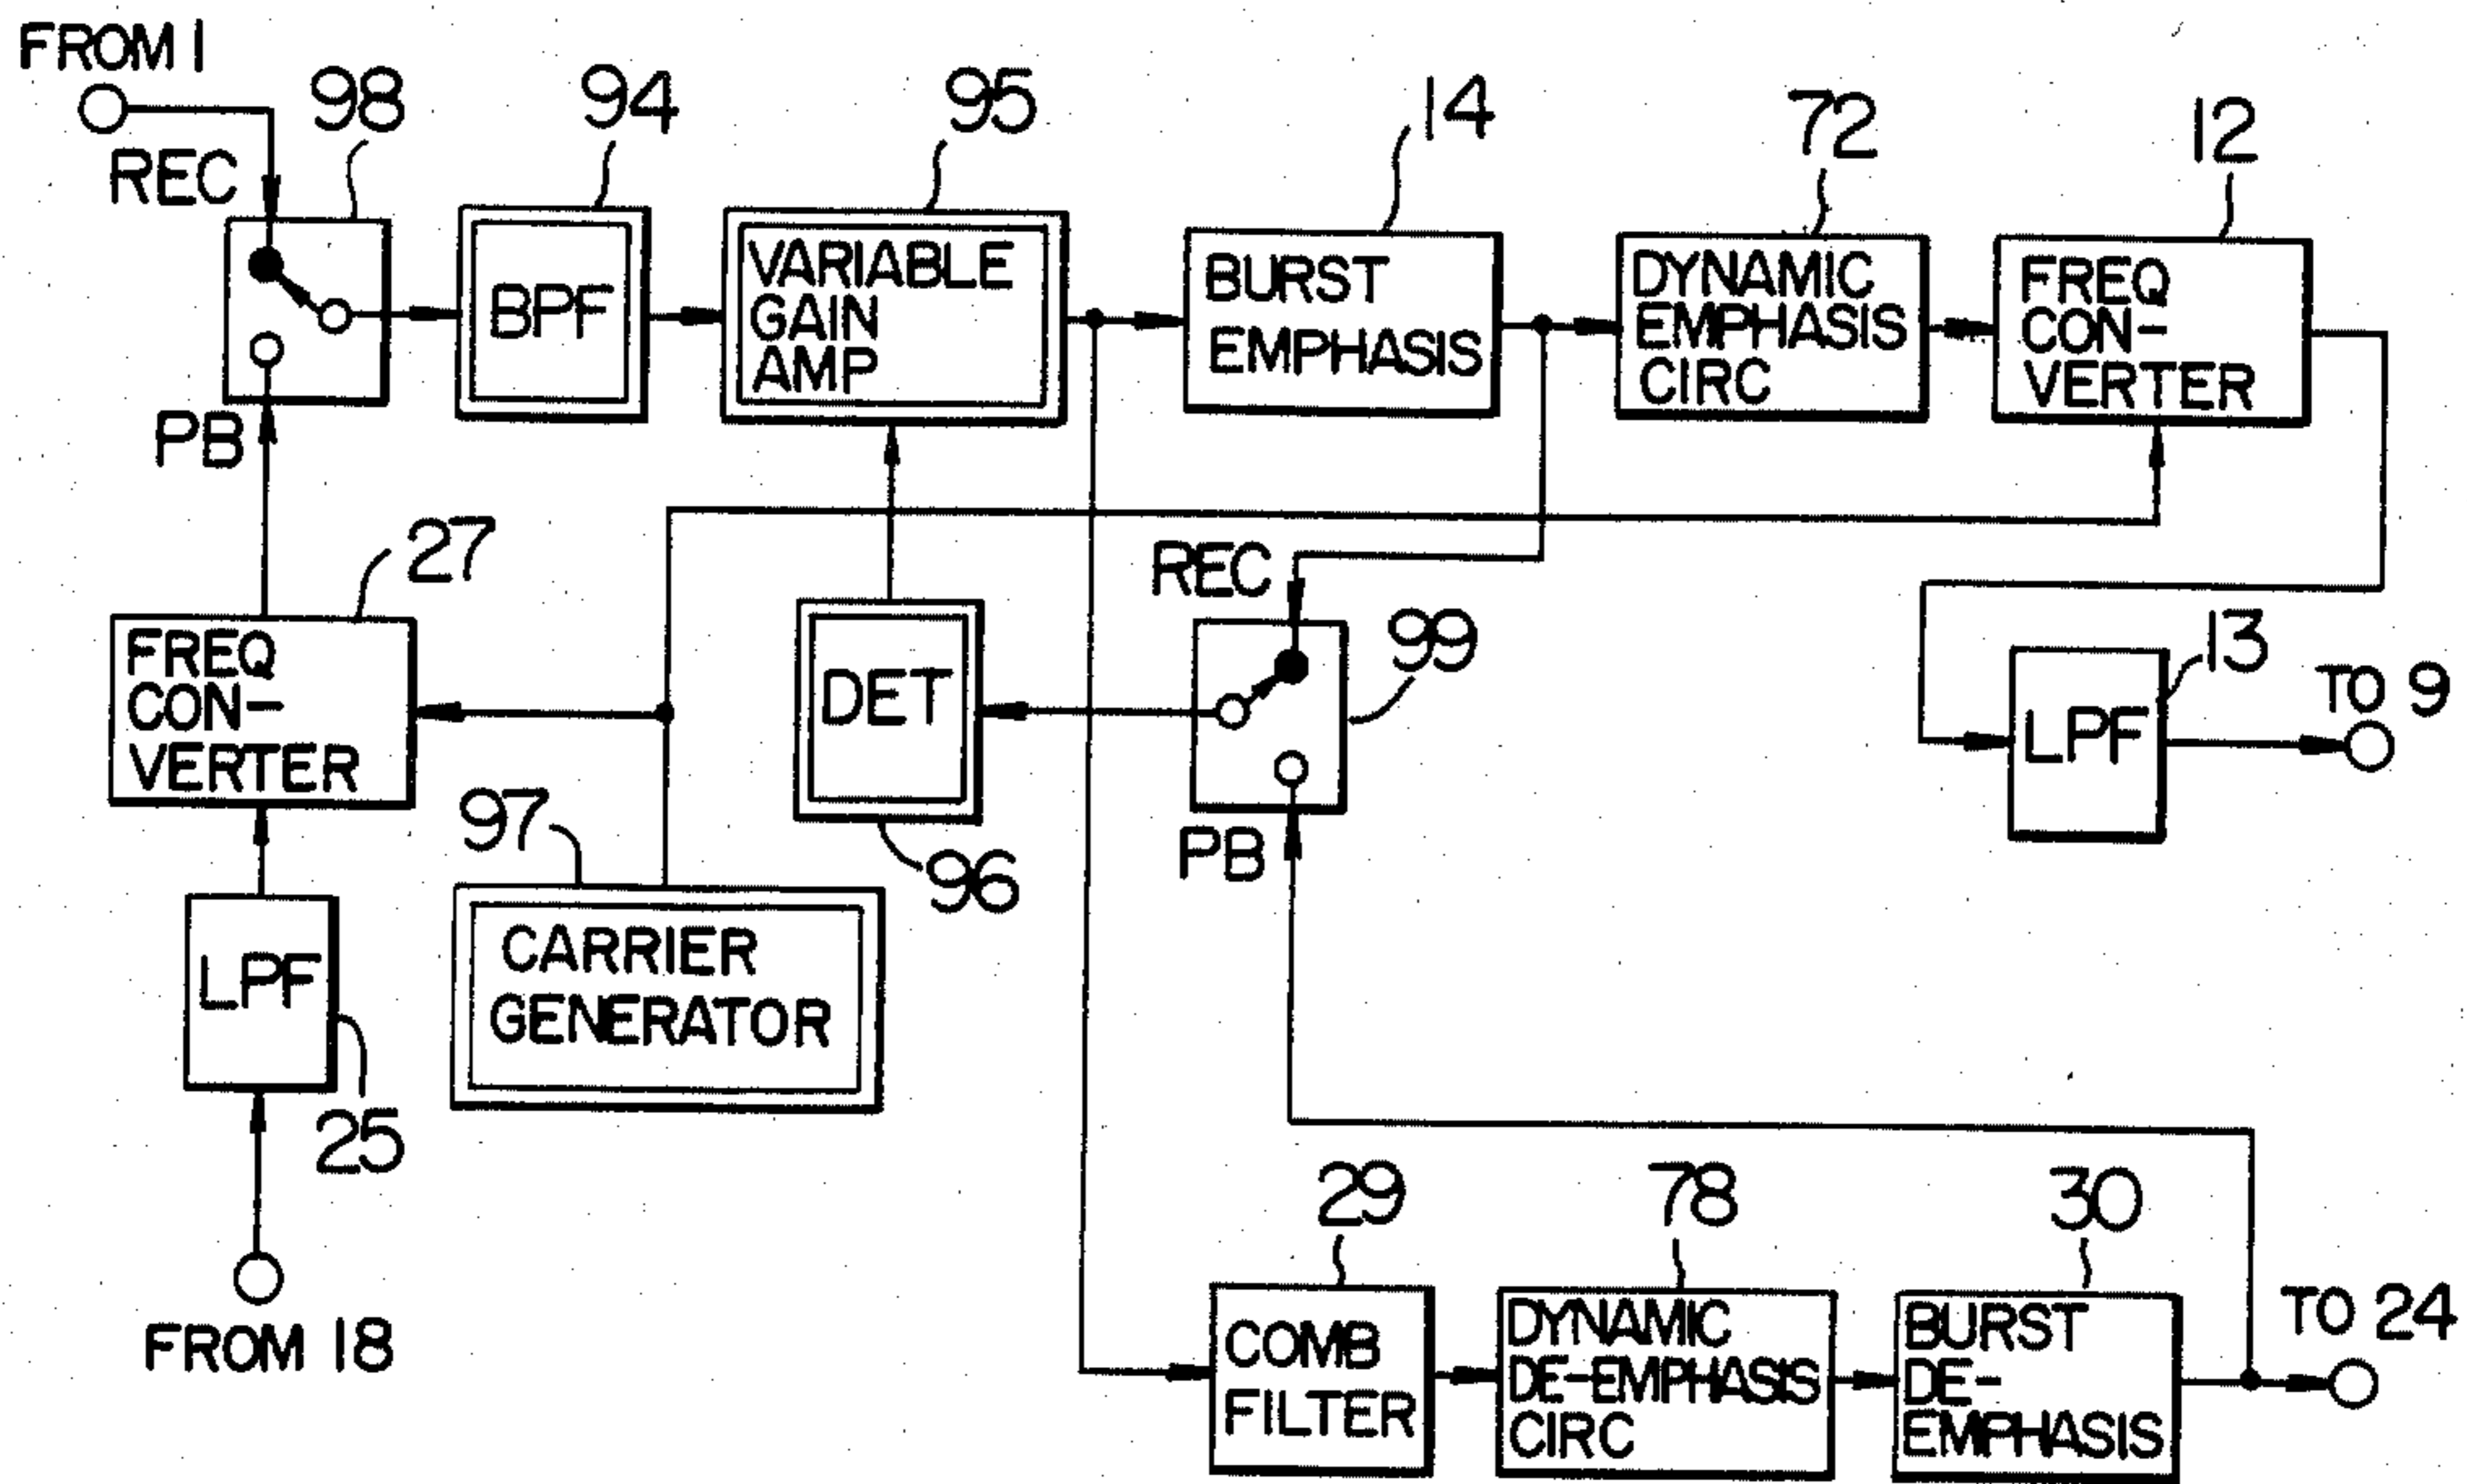 FROM 1
98
94
95
14
72
12
REC
BPF
VARIABLE
GAIN
AMP
BURST
EMPHASIS
DYNAMIC
EMPHASIS
CIRC
FREQ
CON-
VERTER
PB
27
REC
99
FREQ
CON-
VERTER
DET
13
LPF
TO 9
97
96
PB
CARRIER
GENERATOR
LPF
25
29
78
30
FROM 18
COMB
FILTER
DYNAMIC
DE-EMPHASIS
CIRC
BURST
DE-
EMPHASIS
TO 24